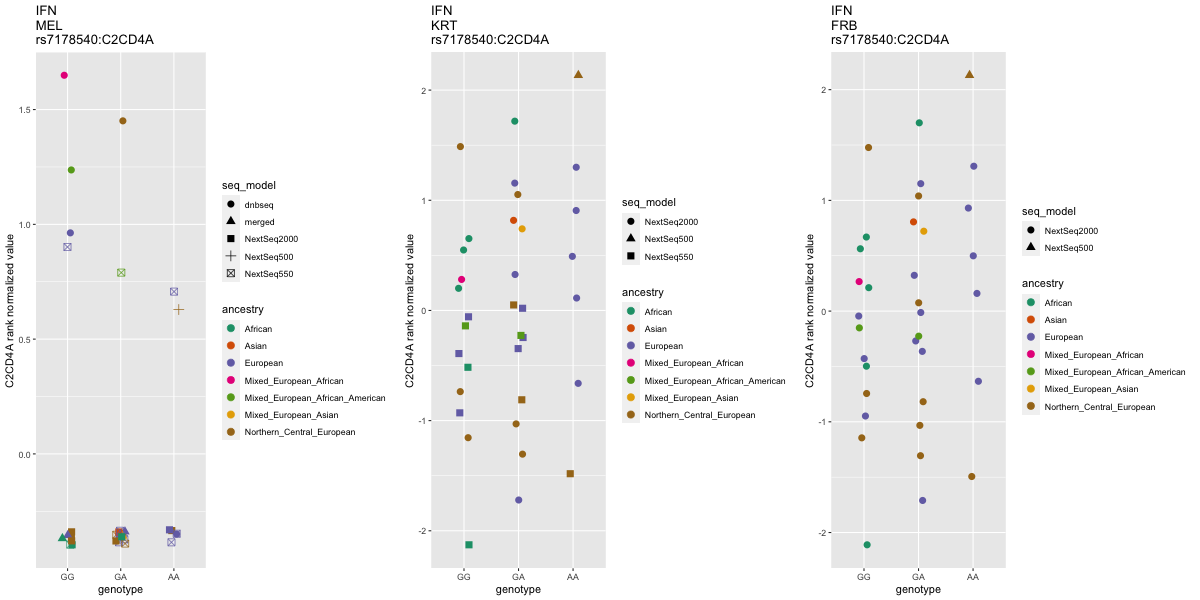 IFN
MEL
rs7178540:C2CD4A
C2CD4A rank normalized value
1.5
1.0
0.5
0.0
GG
GA
AA
genotype
seq_model
dnbseq
merged
NextSeq2000
NextSeq500
NextSeq550
ancestry
African
Asian
European
Mixed_European_African
Mixed_European_African_American
Mixed_European_Asian
Northern_Central_European
IFN
KRT
rs7178540:C2CD4A
C2CD4A rank normalized value
2
1
0
-1
-2
GG
GA
AA
genotype
seq_model
NextSeq2000
NextSeq500
NextSeq550
ancestry
African
Asian
European
Mixed_European_African
Mixed_European_African_American
Mixed_European_Asian
Northern_Central_European
IFN
FRB
rs7178540:C2CD4A
C2CD4A rank normalized value
2
1
0
-1
-2
GG
GA
AA
genotype
seq_model
NextSeq2000
NextSeq500
ancestry
African
Asian
European
Mixed_European_African
Mixed_European_African_American
Mixed_European_Asian
Northern_Central_European